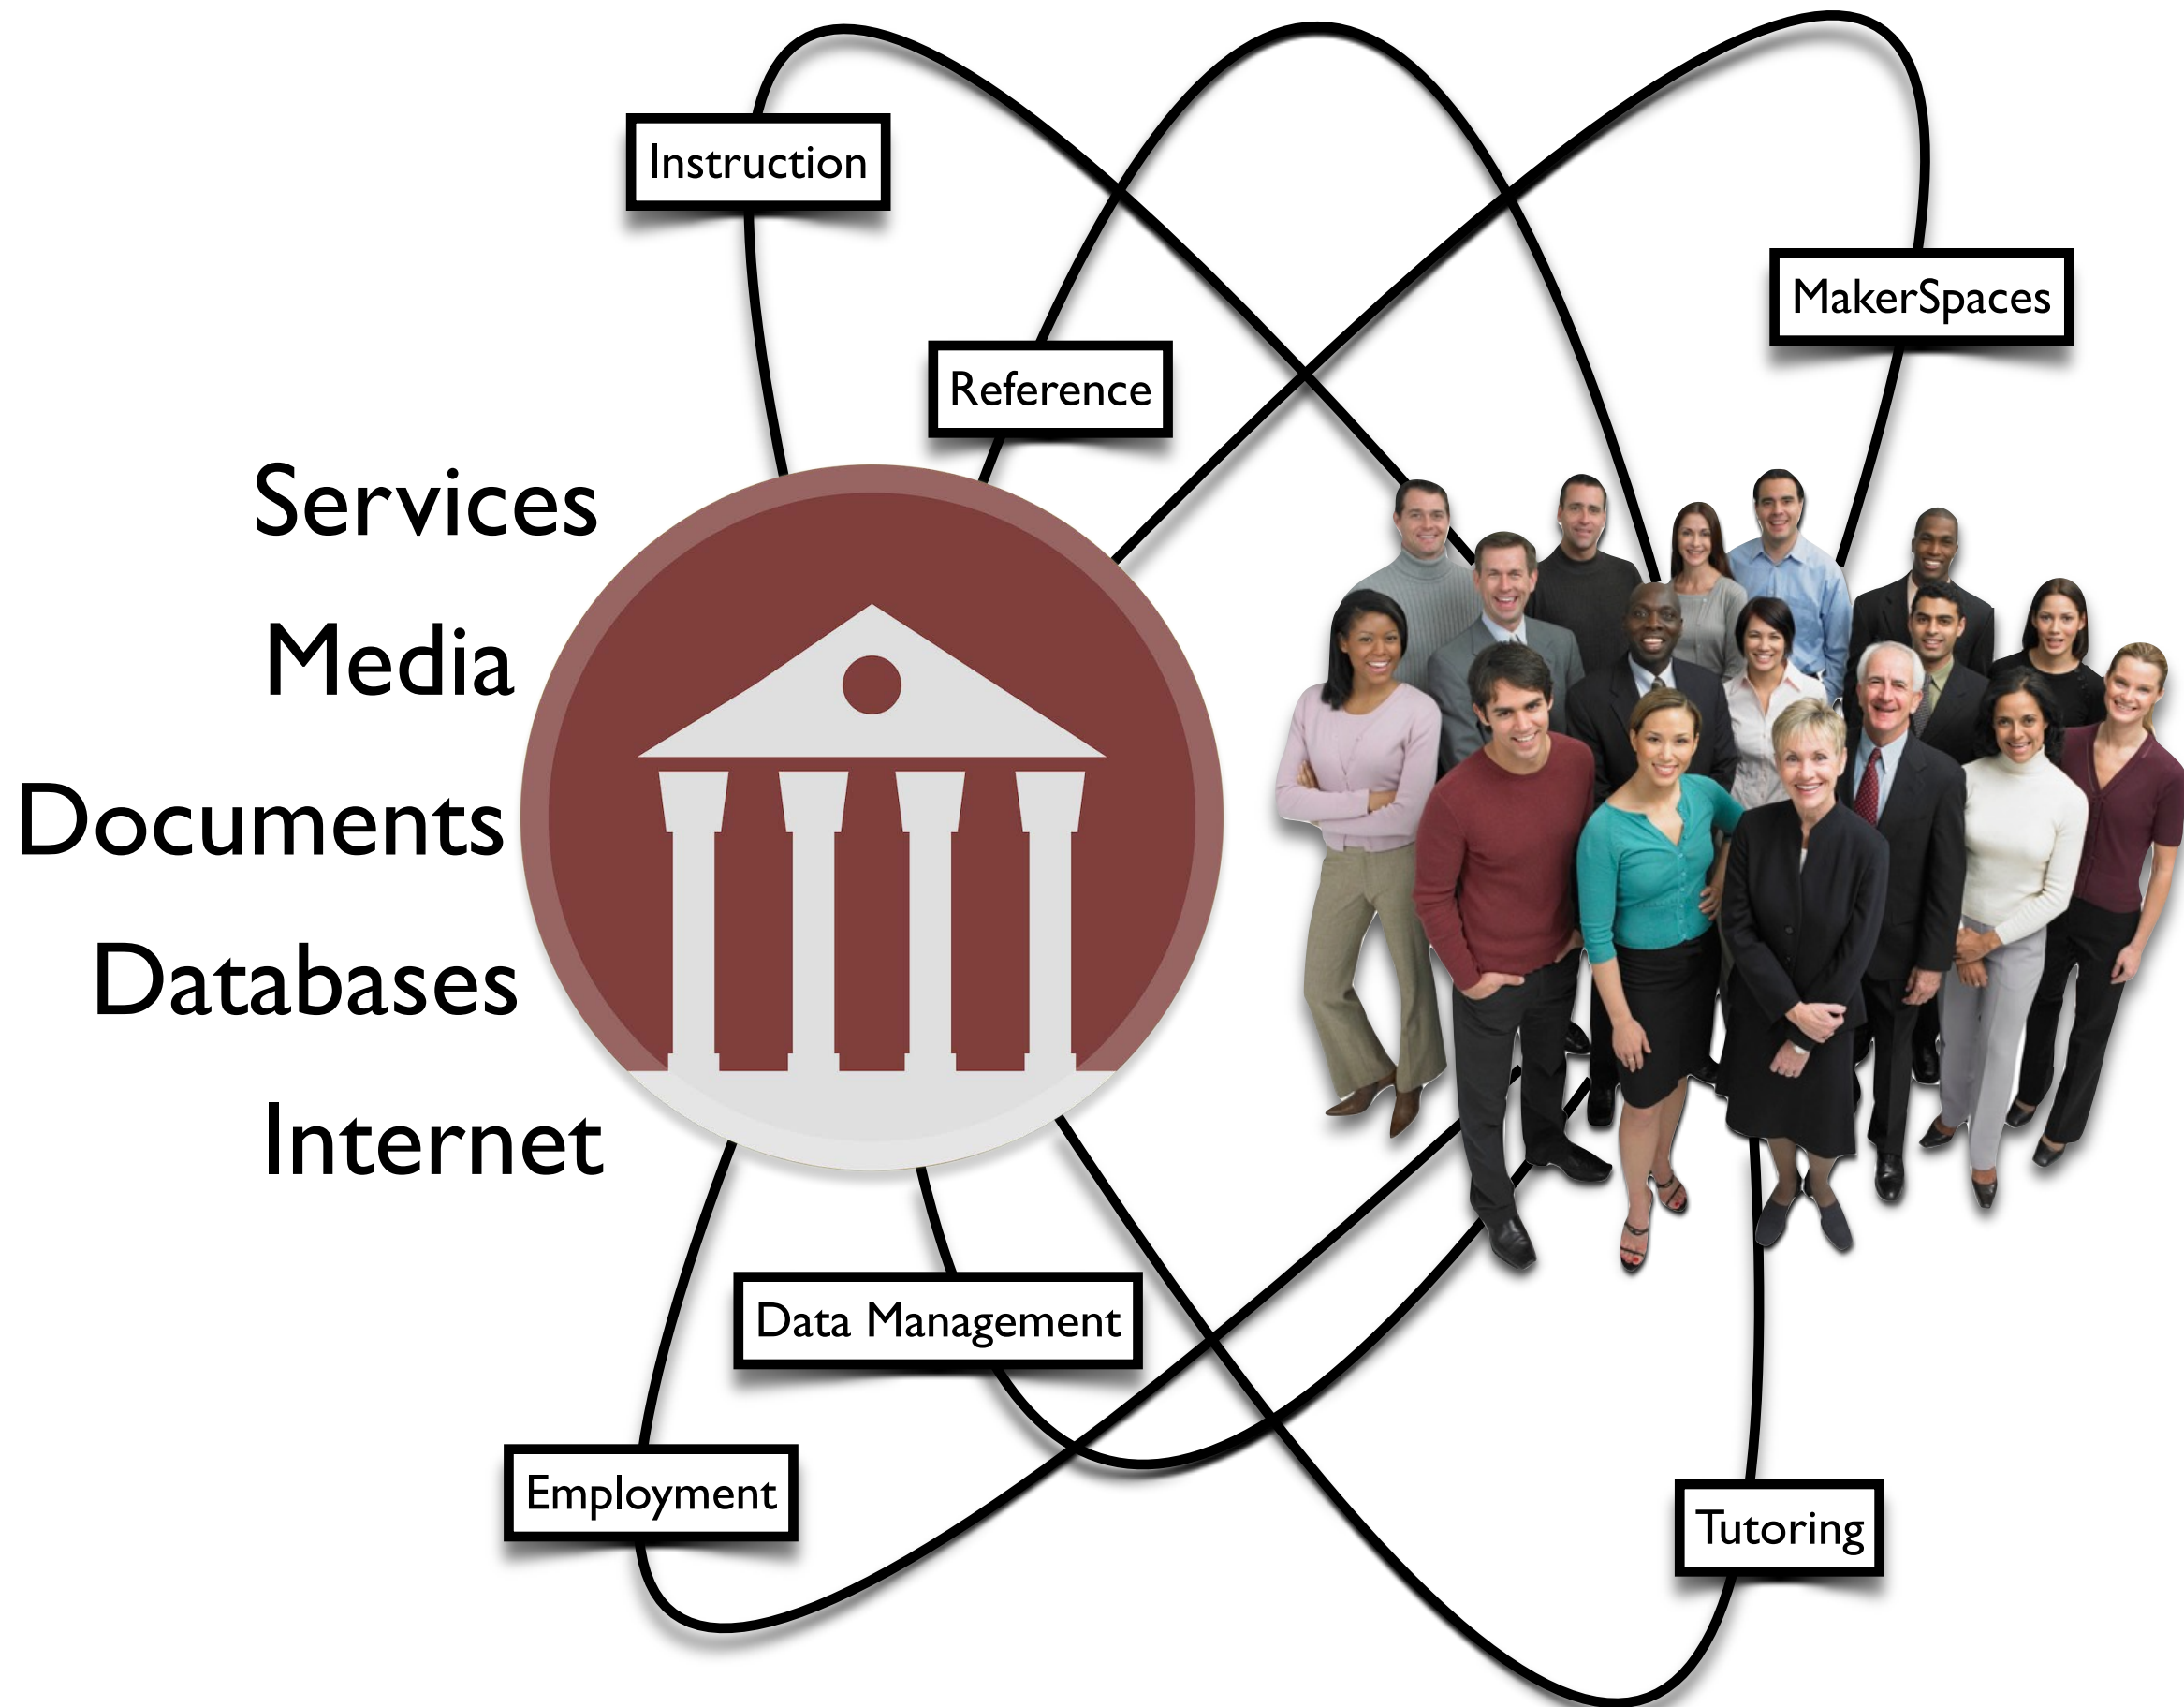 Instruction
MakerSpaces
Reference
Services
Media
Documents
Databases
Internet
Data Management
Employment
Tutoring